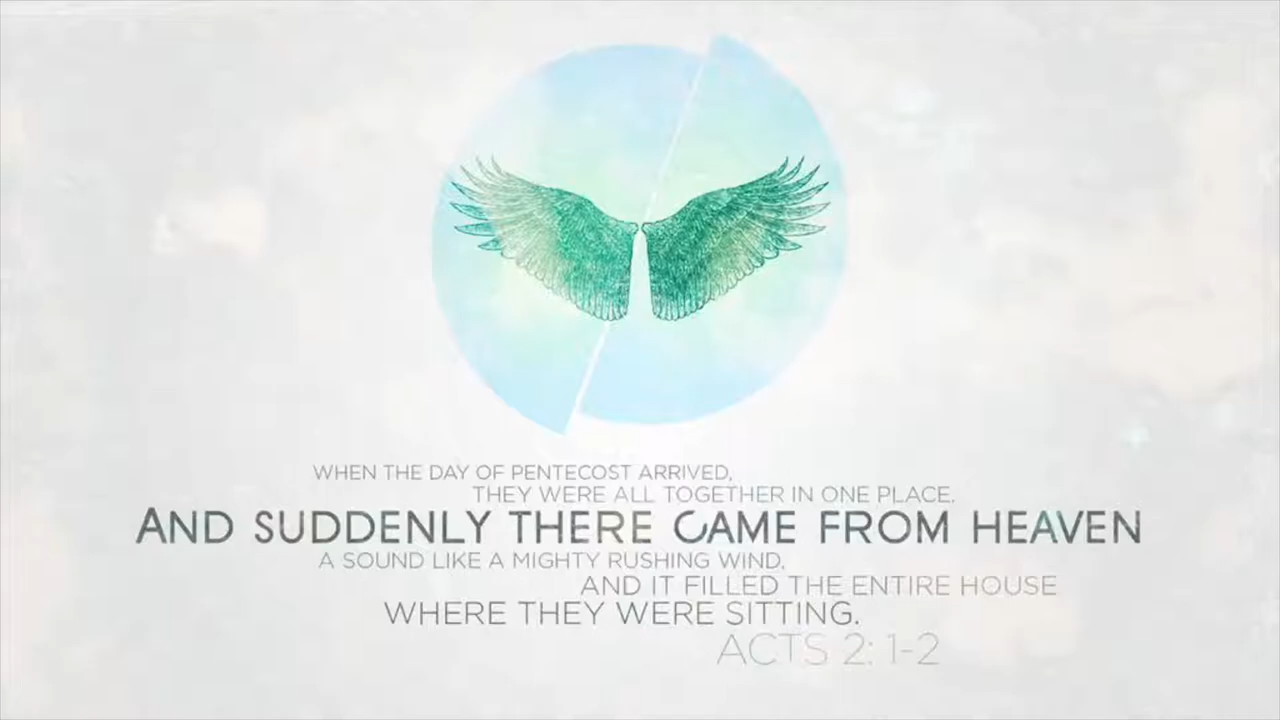 WHEN THE DAY OF PENTECOST ARRIVED,
THEY WERE ALL TOGETHER IN ONE PLACE.
AND SUDDENLY THERE CAME FROM HEAVEN
A SOUND LIKE A MIGHTY RUSHING WIND,
AND IT FILLED THE ENTIRE HOUSE
WHERE THEY WERE SITTING.
ACTS 2: 1-2